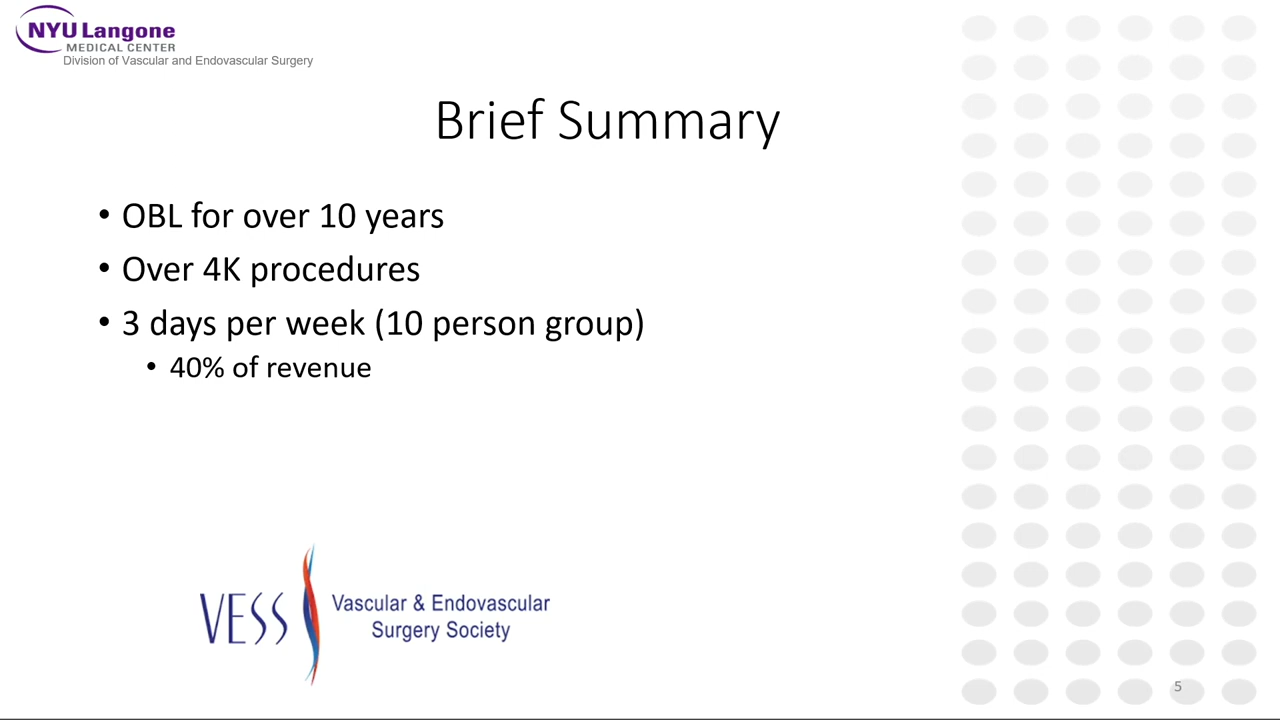 NYU Langone
MEDICAL CENTER
Division of Vascular and Endovascular Surgery
Brief Summary
• OBL for over 10 years
• Over 4K procedures
• 3 days per week (10 person group)
• 40% of revenue
VESS
Vascular & Endovascular
Surgery Society
5